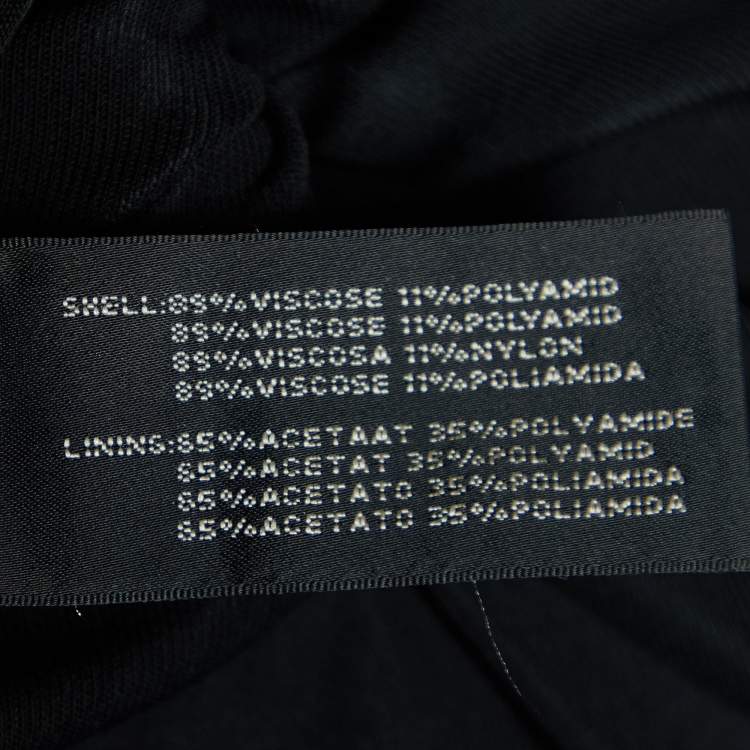 SHELL:89%VISCOSE 11%POLYAMID
89%VISCOSE 11%POLYAMID
89%VISCOSA 11%NYLON
89%VISCOSE 11%POLIAMIDA
LINING:65%ACETAAT 35%POLYAMIDE
65%ACETAT 35%POLYAMID
65%ACETATO 35%POLIAMIDA
65%ACETATO 35%POLIAMIDA